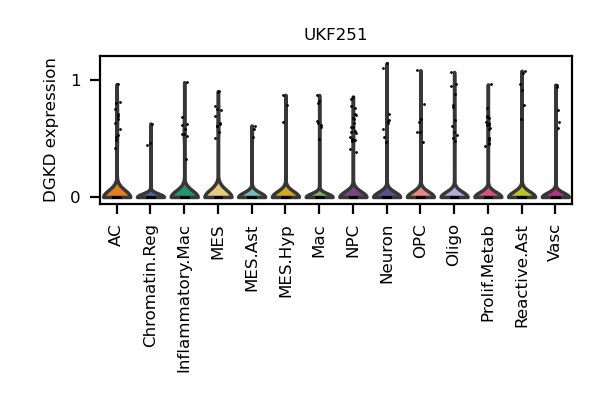 UKF251
DGKD expression
1
0
AC
Chromatin.Reg
Inflammatory.Mac
MES
MES.Ast
MES.Hyp
Mac
NPC
Neuron
OPC
Oligo
Prolif.Metab
Reactive.Ast
Vasc